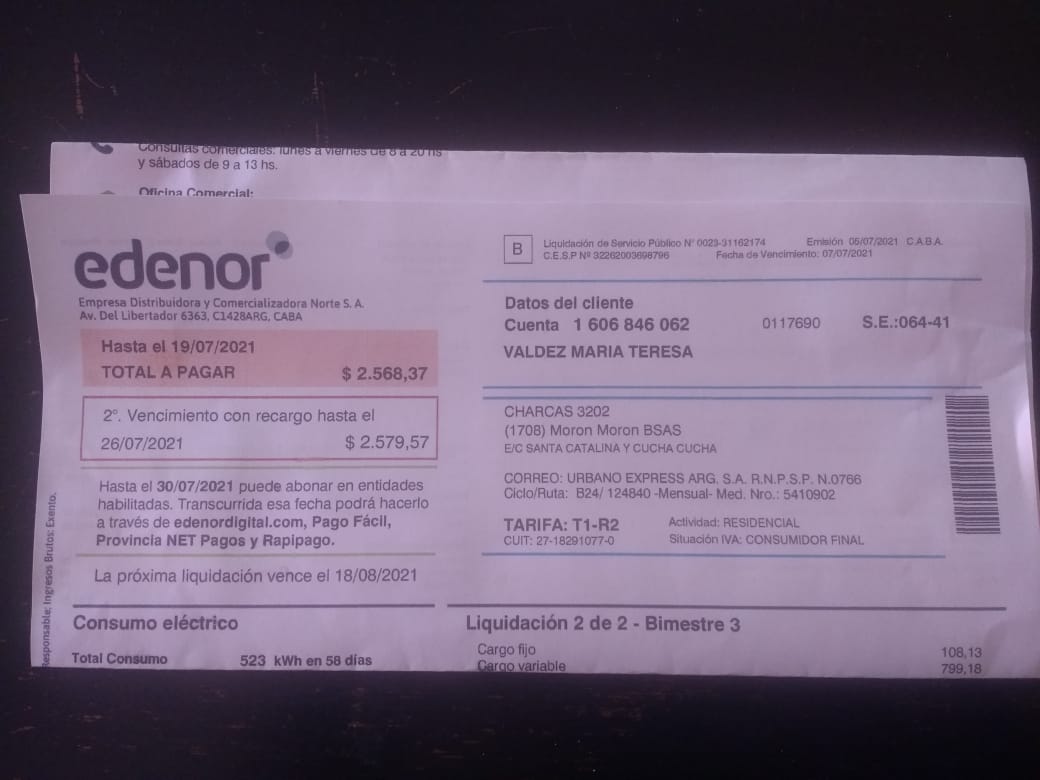 Consultas comerciales: lunes a viernes de 8 a 20 hs
y sábados de 9 a 13 hs.
Oficina Comercial:
edenor
Empresa Distribuidora y Comercializadora Norte S. A.
Av. Del Libertador 6363, C1428ARG, CABA
Hasta el 19/07/2021
TOTAL A PAGAR $ 2.568,37
2º. Vencimiento con recargo hasta el
26/07/2021 $ 2.579,57
Hasta el 30/07/2021 puede abonar en entidades
habilitadas. Transcurrida esa fecha podrá hacerlo
a través de edenordigital.com, Pago Fácil,
Provincia NET Pagos y Rapipago.
La próxima liquidación vence el 18/08/2021
Consumo eléctrico
Total Consumo 523 kWh en 58 días
Responsable: Ingresos Brutos: Exento.
B
Liquidación de Servicio Público N° 0023-31162174 Emisión 05/07/2021 C.A.B.A.
C.E.S.P Nº 32262003698796 Fecha de Vencimiento: 07/07/2021
Datos del cliente
Cuenta 1 606 846 062 0117690 S.E.:064-41
VALDEZ MARIA TERESA
CHARCAS 3202
(1708) Moron Moron BSAS
E/C SANTA CATALINA Y CUCHA CUCHA
CORREO: URBANO EXPRESS ARG. S.A. R.N.P.S.P. N.0766
Ciclo/Ruta: B24/ 124840 -Mensual- Med. Nro.: 5410902
TARIFA: T1-R2 Actividad: RESIDENCIAL
CUIT: 27-18291077-0 Situación IVA: CONSUMIDOR FINAL
Liquidación 2 de 2 - Bimestre 3
Cargo fijo 108,13
Cargo variable 799,18